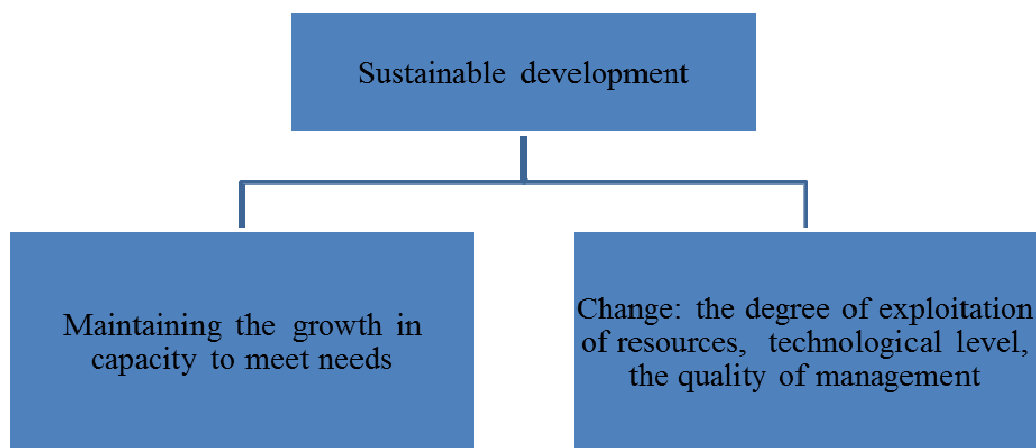 Sustainable development
Maintaining the growth in
capacity to meet needs
Change: the degree of exploitation
of resources, technological level,
the quality of management